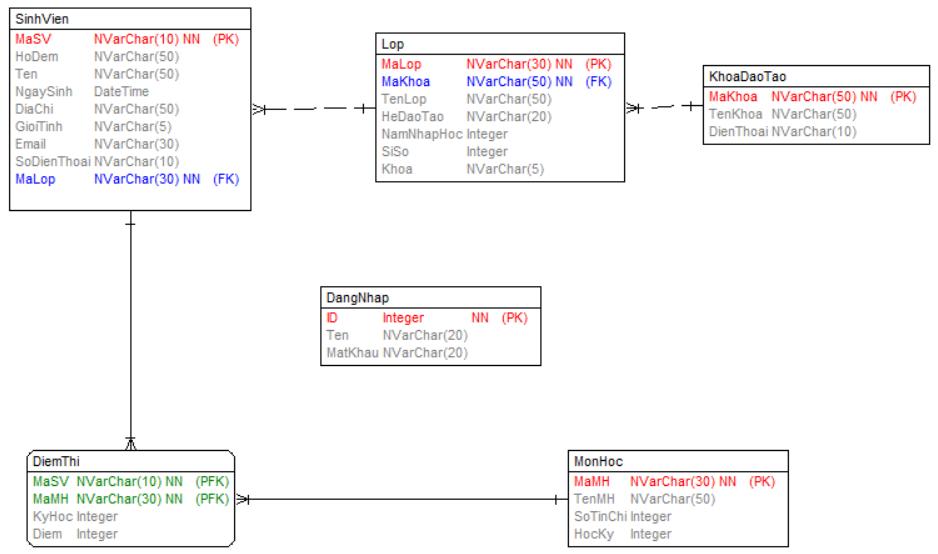 SinhVien
MaSV NVarChar(10) NN (PK)
HoDem NVarChar(50)
Ten NVarChar(50)
NgaySinh DateTime
DiaChi NVarChar(50)
GioiTinh NVarChar(5)
Email NVarChar(30)
SoDienThoai NVarChar(10)
MaLop NVarChar(30) NN (FK)
Lop
MaLop NVarChar(30) NN (PK)
MaKhoa NVarChar(50) NN (FK)
TenLop NVarChar(50)
HeDaoTao NVarChar(20)
NamNhapHoc Integer
SiSo Integer
Khoa NVarChar(5)
KhoaDaoTao
MaKhoa NVarChar(50) NN (PK)
TenKhoa NVarChar(50)
DienThoai NVarChar(10)
DangNhap
ID Integer NN (PK)
Ten NVarChar(20)
MatKhau NVarChar(20)
DiemThi
MaSV NVarChar(10) NN (PFK)
MaMH NVarChar(30) NN (PFK)
KyHoc Integer
Diem Integer
MonHoc
MaMH NVarChar(30) NN (PK)
TenMH NVarChar(50)
SoTinChi Integer
HocKy Integer